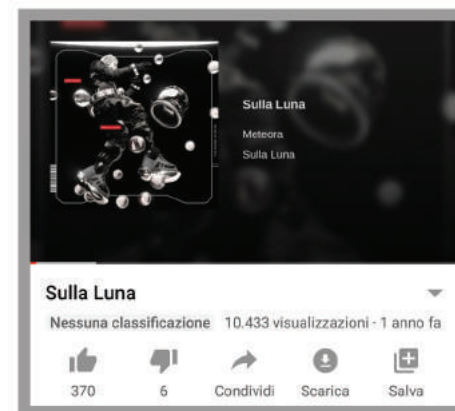 Sulla Luna
Meteora
Sulla Luna
Sulla Luna
Nessuna classificazione 10.433 visualizzazioni - 1 anno fa
370 6 Condividi Scarica Salva